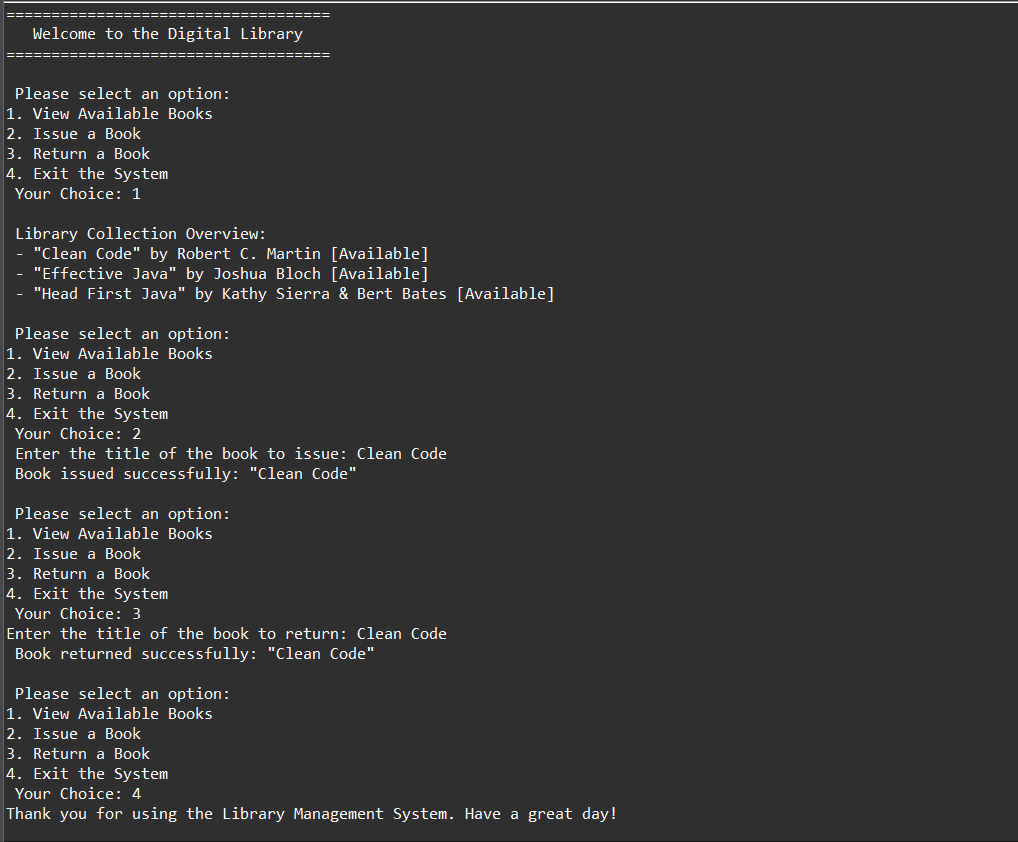 ====================================
   Welcome to the Digital Library
====================================

 Please select an option:
1. View Available Books
2. Issue a Book
3. Return a Book
4. Exit the System
 Your Choice: 1

 Library Collection Overview:
 - "Clean Code" by Robert C. Martin [Available]
 - "Effective Java" by Joshua Bloch [Available]
 - "Head First Java" by Kathy Sierra & Bert Bates [Available]

 Please select an option:
1. View Available Books
2. Issue a Book
3. Return a Book
4. Exit the System
 Your Choice: 2
 Enter the title of the book to issue: Clean Code
 Book issued successfully: "Clean Code"

 Please select an option:
1. View Available Books
2. Issue a Book
3. Return a Book
4. Exit the System
 Your Choice: 3
Enter the title of the book to return: Clean Code
 Book returned successfully: "Clean Code"

 Please select an option:
1. View Available Books
2. Issue a Book
3. Return a Book
4. Exit the System
 Your Choice: 4
Thank you for using the Library Management System. Have a great day!